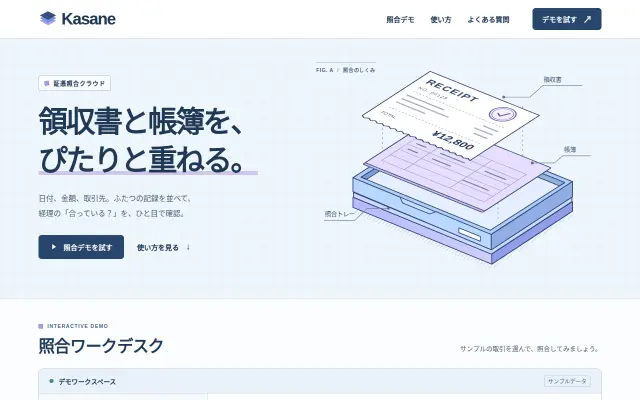 Kasane
照合デモ
使い方
よくある質問
デモを試す ↗
証憑照合クラウド
領収書と帳簿を、
ぴたりと重ねる。
日付、金額、取引先。ふたつの記録を並べて、
経理の「合っている？」を、ひと目で確認。
照合デモを試す
使い方を見る ↓
FIG. A / 照合のしくみ
RECEIPT
TOTAL
¥12,800
領収書
帳簿
照合トレー
INTERACTIVE DEMO
照合ワークデスク
サンプルの取引を選んで、照合してみましょう。
デモワークスペース
サンプルデータ